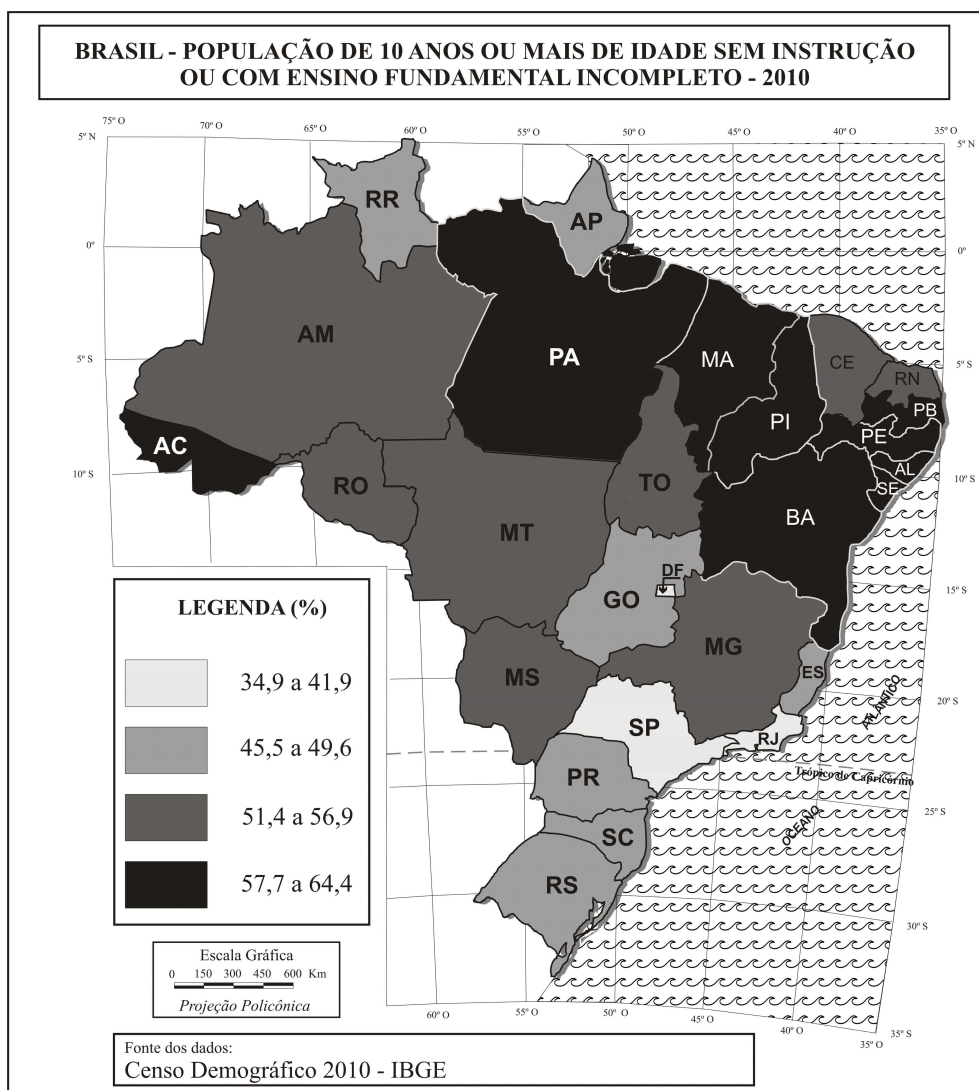 BRASIL - POPULAÇÃO DE 10 ANOS OU MAIS DE IDADE SEM INSTRUÇÃO
OU COM ENSINO FUNDAMENTAL INCOMPLETO - 2010
75º O
70º O
65º O
60º O
55º O
50º O
45º O
40º O
35º O
5º N
5º N
RR
AP
0º
0º
AM
PA
MA
CE
RN
5º S
5º S
PI
PB
PE
AC
AL
SE
10º S
10º S
RO
TO
MT
BA
DF
GO
15º S
MG
MS
ES
20º S
SP
RJ
ATLÂNTICO
OCEANO
Trópico de Capricórnio
PR
25º S
SC
RS
30º S
35º S
60º O
55º O
50º O
45º O
40º O
35º O
LEGENDA (%)
34,9 a 41,9
45,5 a 49,6
51,4 a 56,9
57,7 a 64,4
Escala Gráfica
0 150 300 450 600 Km
Projeção Policônica
Fonte dos dados:
Censo Demográfico 2010 - IBGE